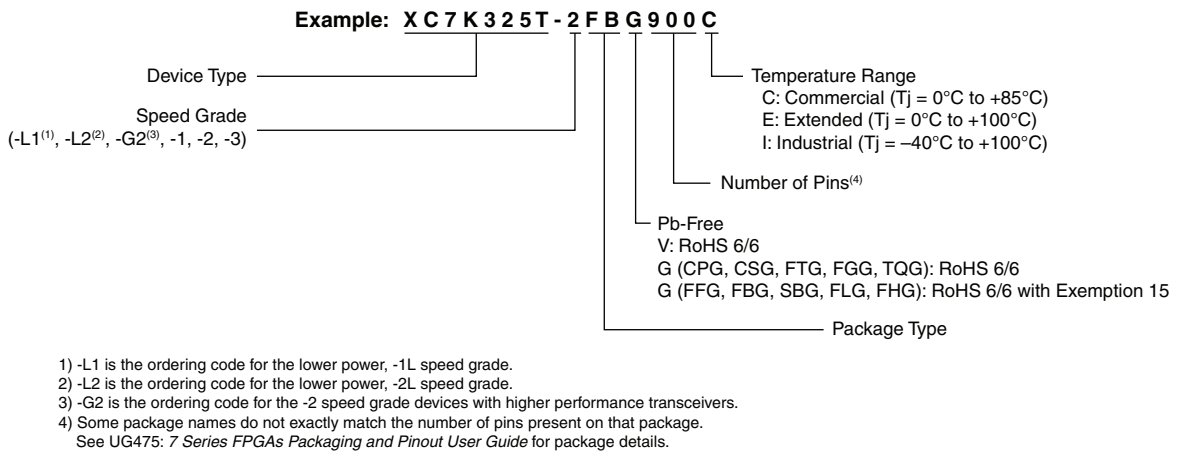 Example: XC7K325T-2FBG900C
Device Type
Speed Grade
(-L1(1), -L2(2), -G2(3), -1, -2, -3)
Temperature Range
C: Commercial (Tj = 0°C to +85°C)
E: Extended (Tj = 0°C to +100°C)
I: Industrial (Tj = –40°C to +100°C)
Number of Pins(4)
Pb-Free
V: RoHS 6/6
G (CPG, CSG, FTG, FGG, TQG): RoHS 6/6
G (FFG, FBG, SBG, FLG, FHG): RoHS 6/6 with Exemption 15
Package Type
1) -L1 is the ordering code for the lower power, -1L speed grade.
2) -L2 is the ordering code for the lower power, -2L speed grade.
3) -G2 is the ordering code for the -2 speed grade devices with higher performance transceivers.
4) Some package names do not exactly match the number of pins present on that package.
See UG475: 7 Series FPGAs Packaging and Pinout User Guide for package details.